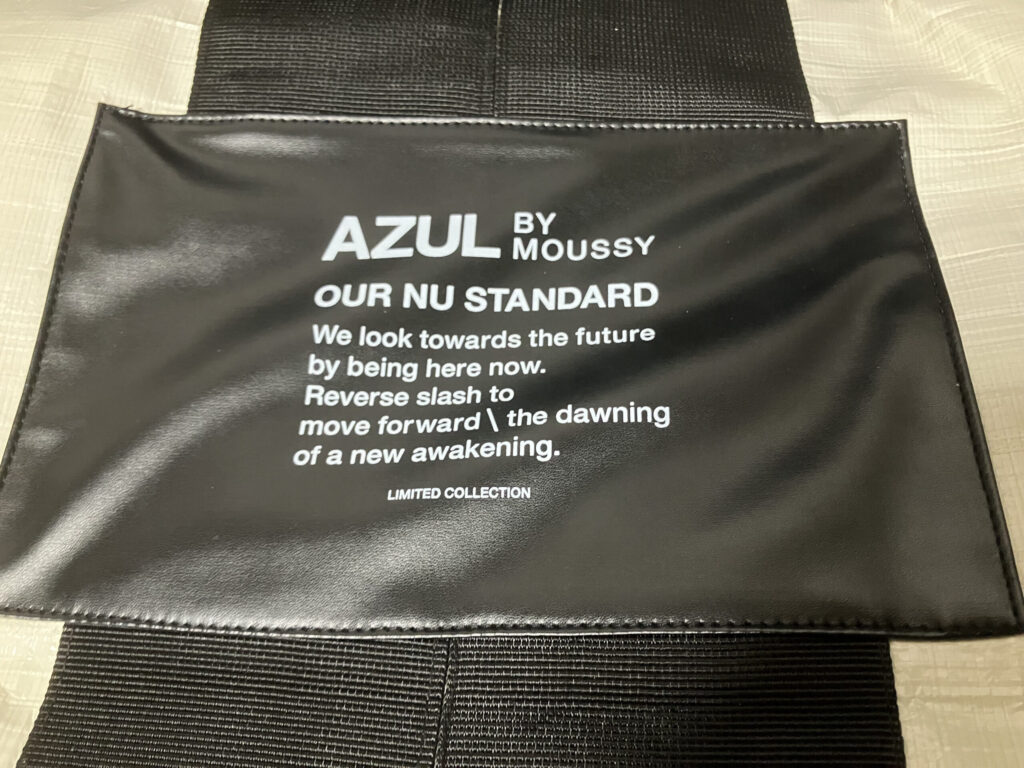 AZUL BY MOUSSY
OUR NU STANDARD
We look towards the future
by being here now.
Reverse slash to
move forward \ the dawning
of a new awakening.
LIMITED COLLECTION